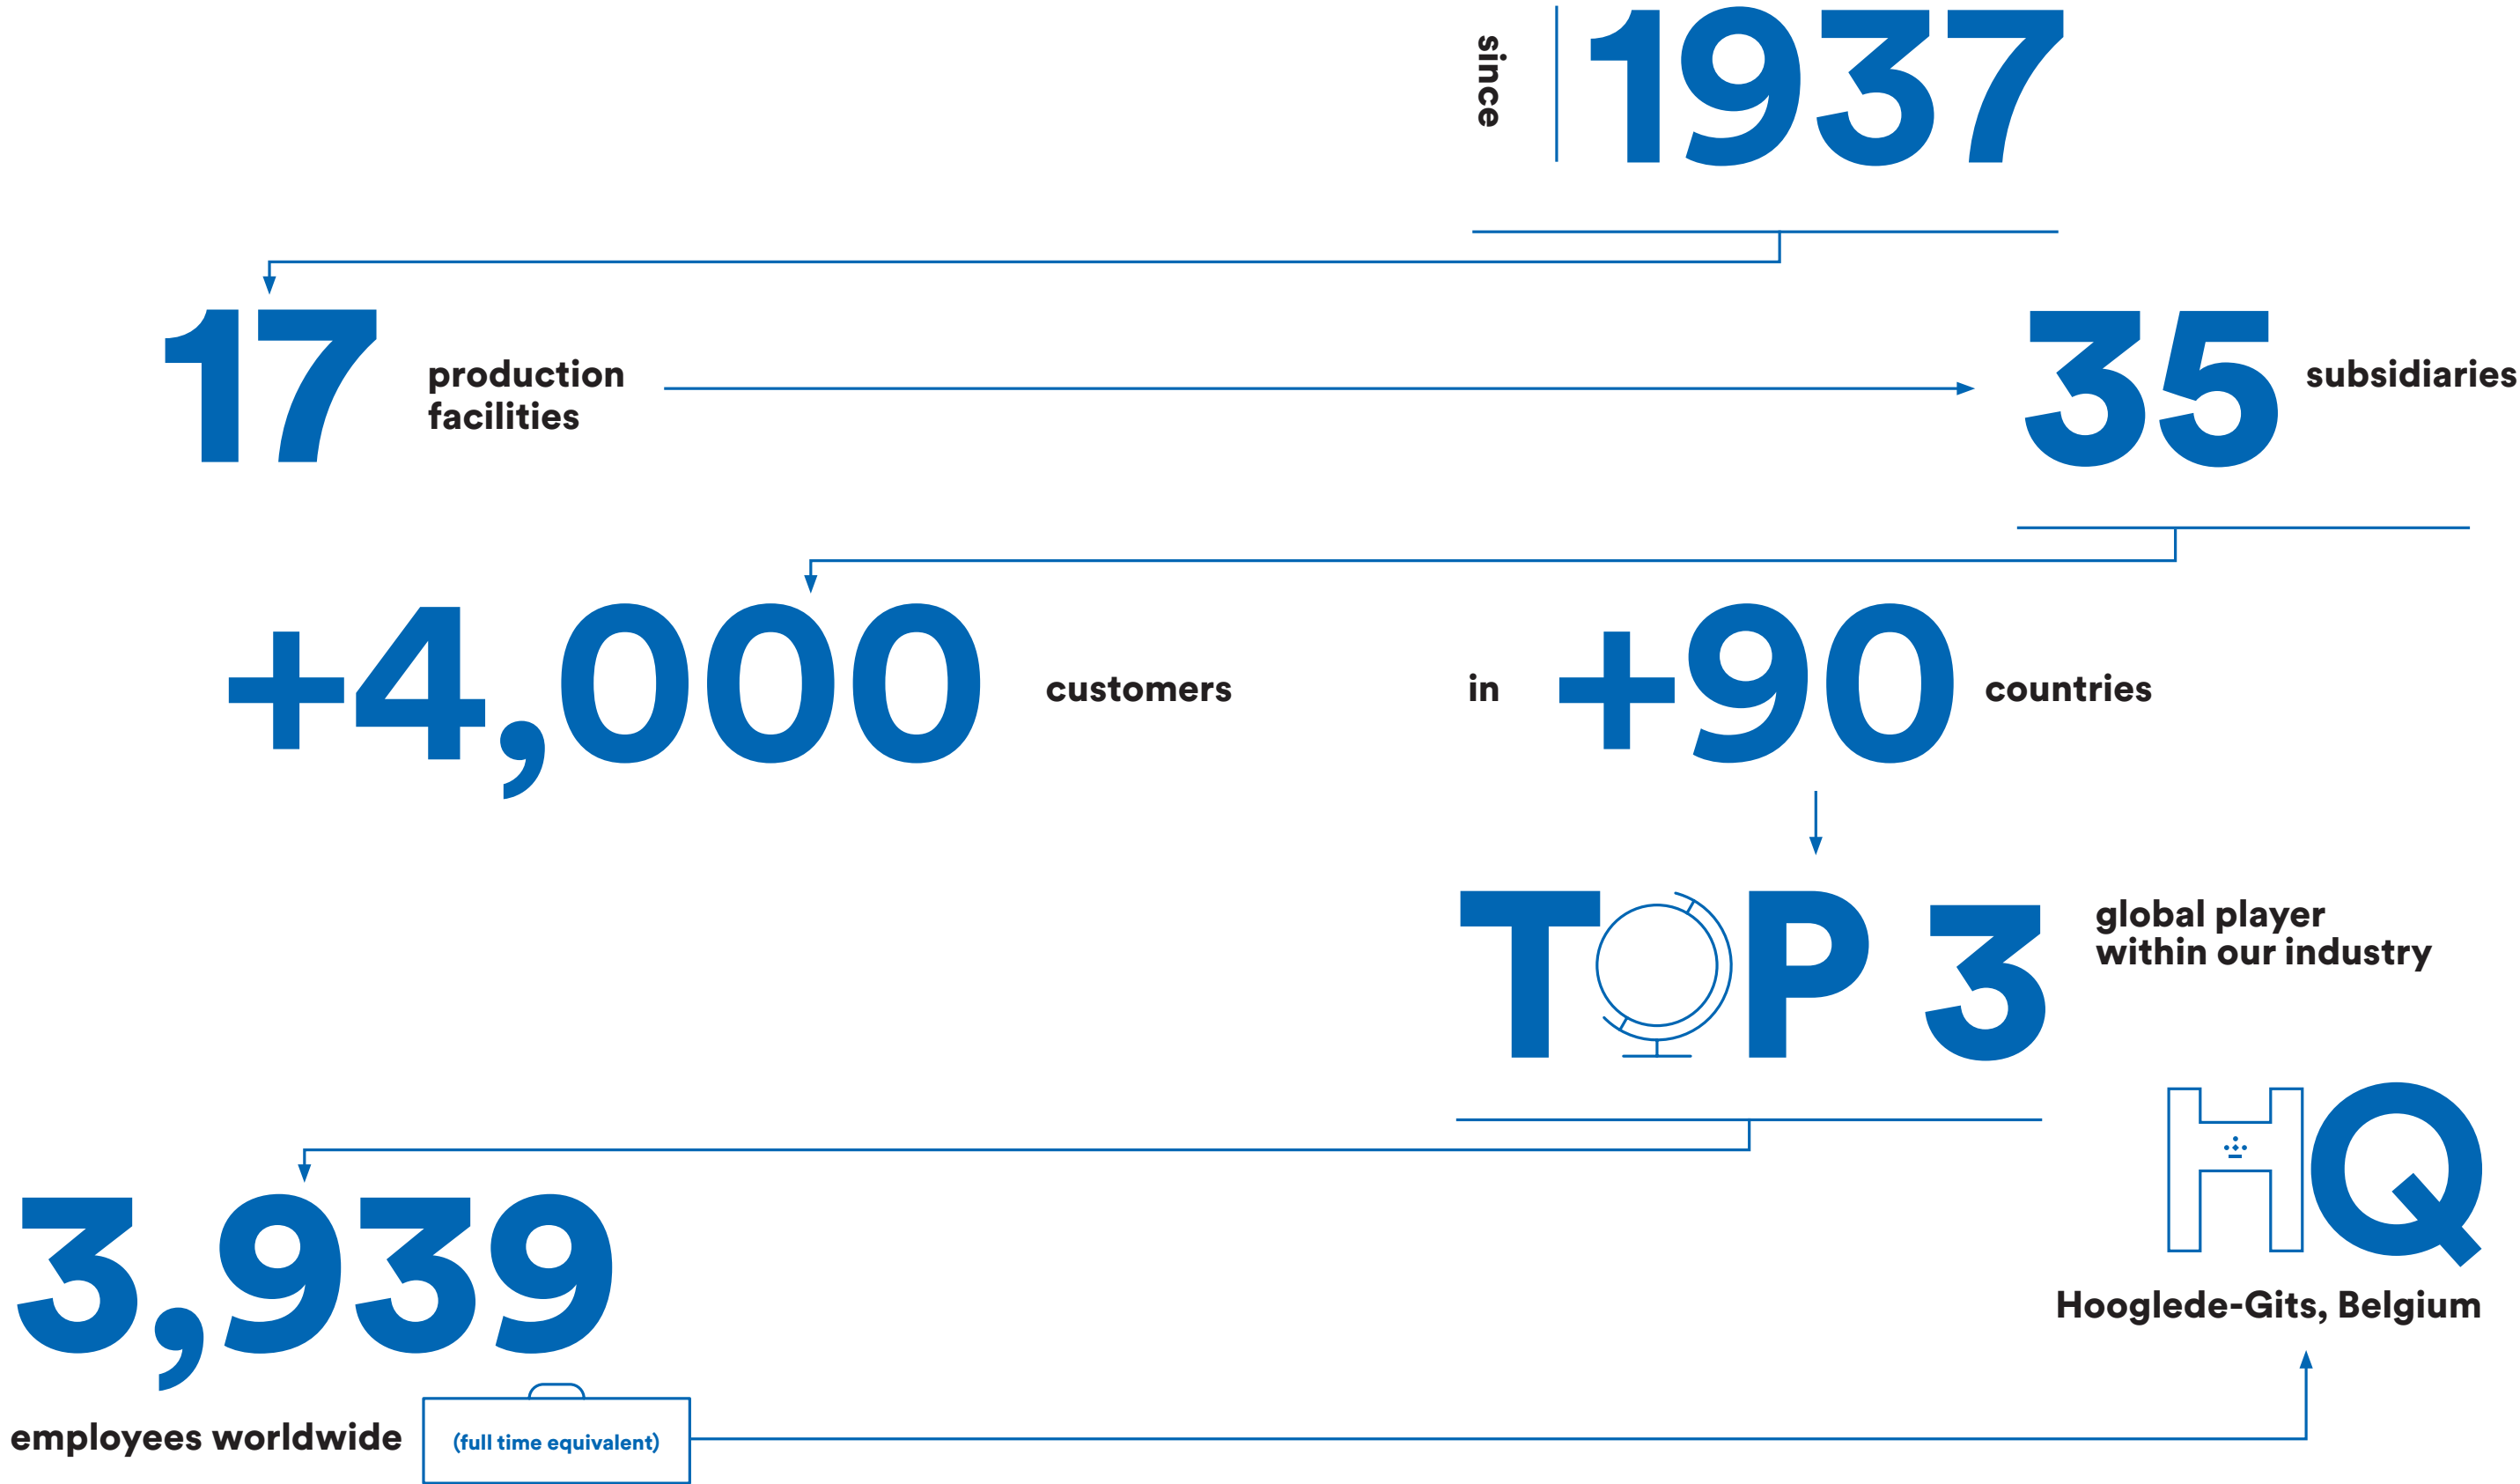 since
1937
17
production
facilities
35
subsidiaries
+4,000
customers
in
+90
countries
TOP 3
global player
within our industry
3,939
employees worldwide
(full time equivalent)
HQ
Hooglede-Gits, Belgium